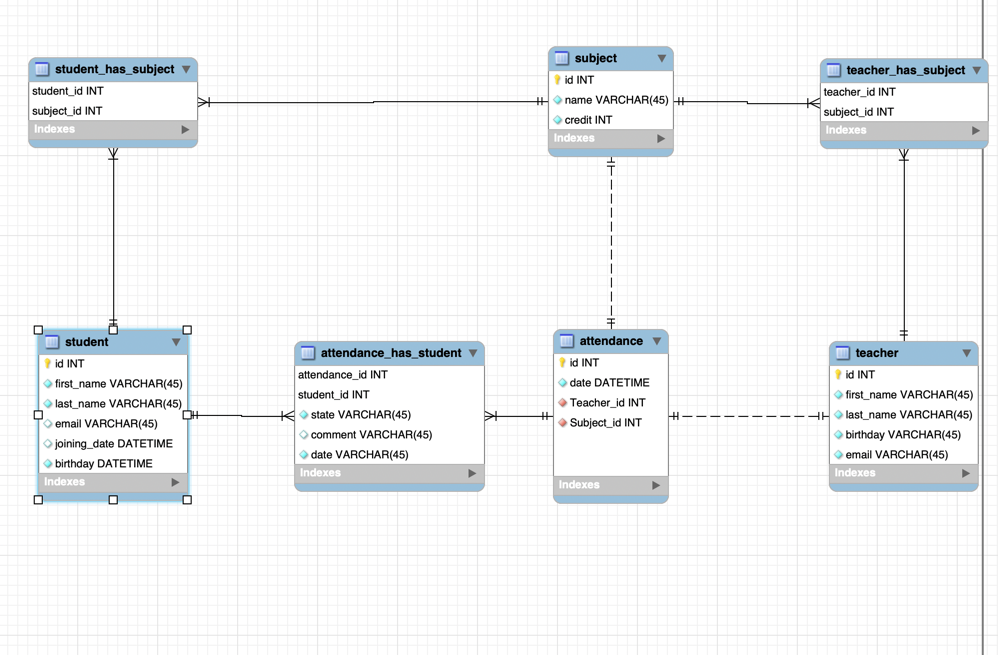 student_has_subject
student_id INT
subject_id INT
Indexes
subject
id INT
name VARCHAR(45)
credit INT
Indexes
teacher_has_subject
teacher_id INT
subject_id INT
Indexes
student
id INT
first_name VARCHAR(45)
last_name VARCHAR(45)
email VARCHAR(45)
joining_date DATETIME
birthday DATETIME
Indexes
attendance_has_student
attendance_id INT
student_id INT
state VARCHAR(45)
comment VARCHAR(45)
date VARCHAR(45)
Indexes
attendance
id INT
date DATETIME
Teacher_id INT
Subject_id INT
Indexes
teacher
id INT
first_name VARCHAR(45)
last_name VARCHAR(45)
birthday VARCHAR(45)
email VARCHAR(45)
Indexes